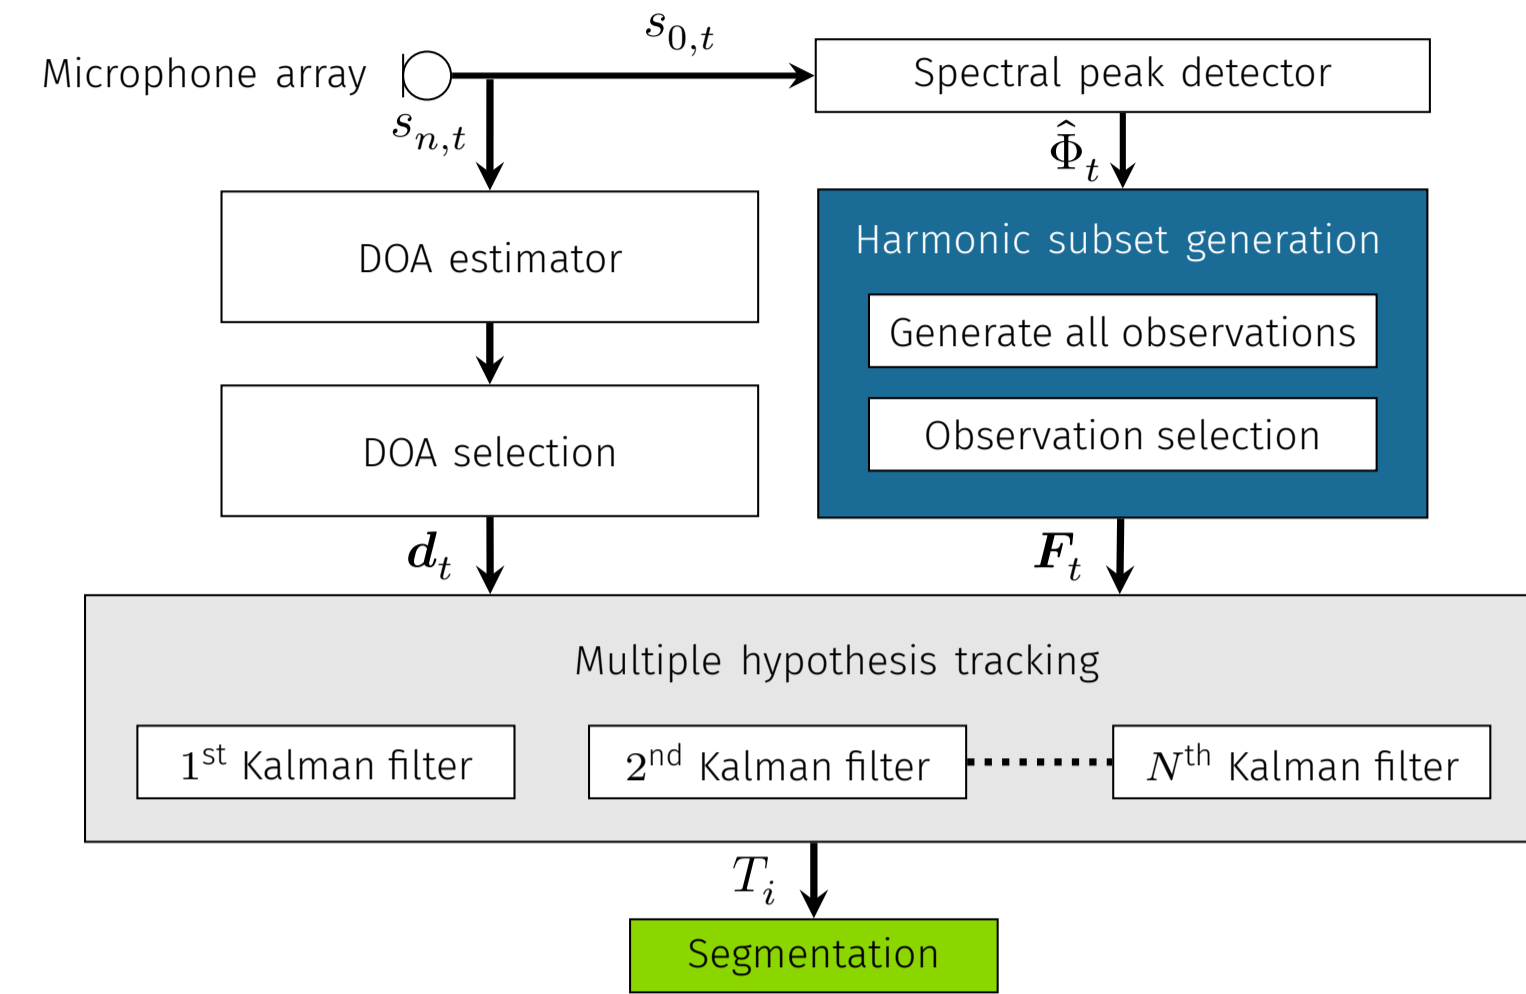 Microphone array
s₀,ₜ
Spectral peak detector
sₙ,ₜ
Φ̂ₜ
DOA estimator
Harmonic subset generation
Generate all observations
DOA selection
Observation selection
dₜ
Fₜ
Multiple hypothesis tracking
1ˢᵗ Kalman filter
2ⁿᵈ Kalman filter
Nᵗʰ Kalman filter
Tᵢ
Segmentation